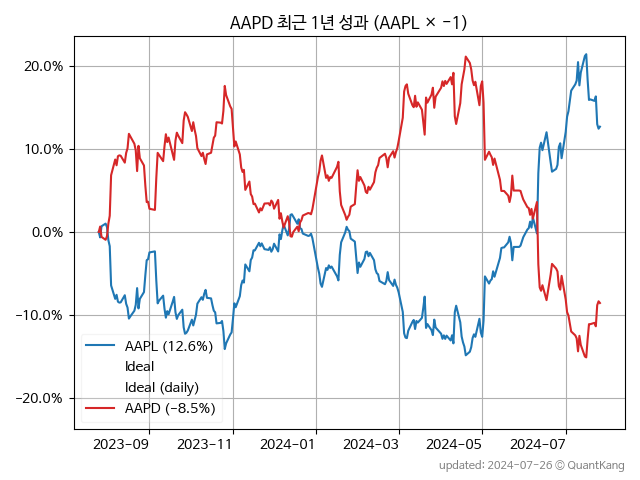 AAPD 최근 1년 성과 (AAPL × −1)
20.0%
10.0%
0.0%
−10.0%
−20.0%
AAPL (12.6%)
Ideal
Ideal (daily)
AAPD (−8.5%)
2023−09 2023−11 2024−01 2024−03 2024−05 2024−07
updated: 2024-07-26 © QuantKang